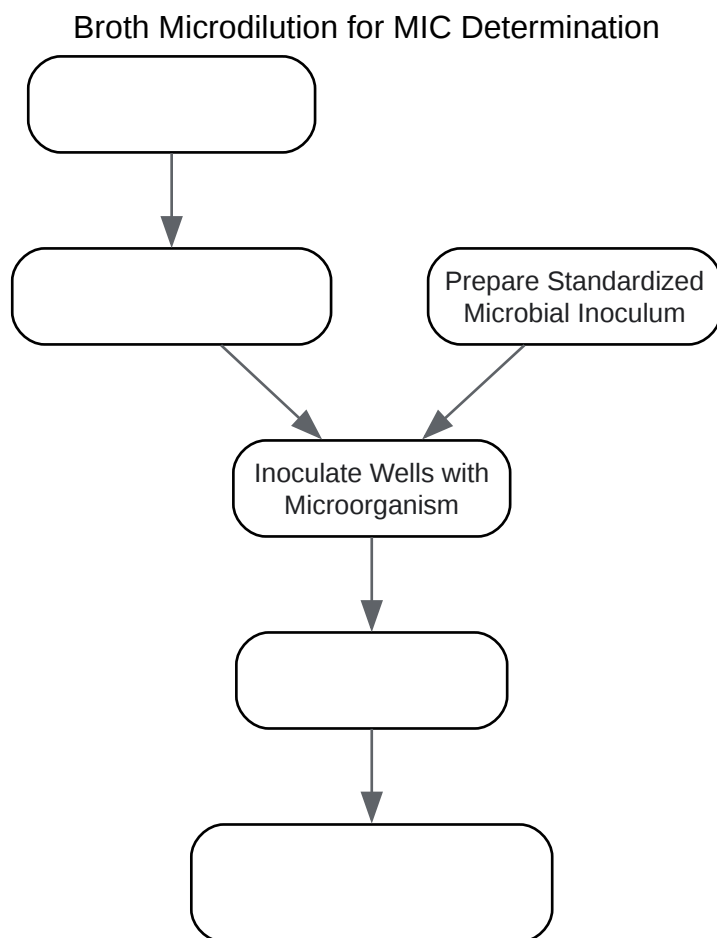 Broth Microdilution for MIC Determination
Prepare Standardized
Microbial Inoculum
Inoculate Wells with
Microorganism